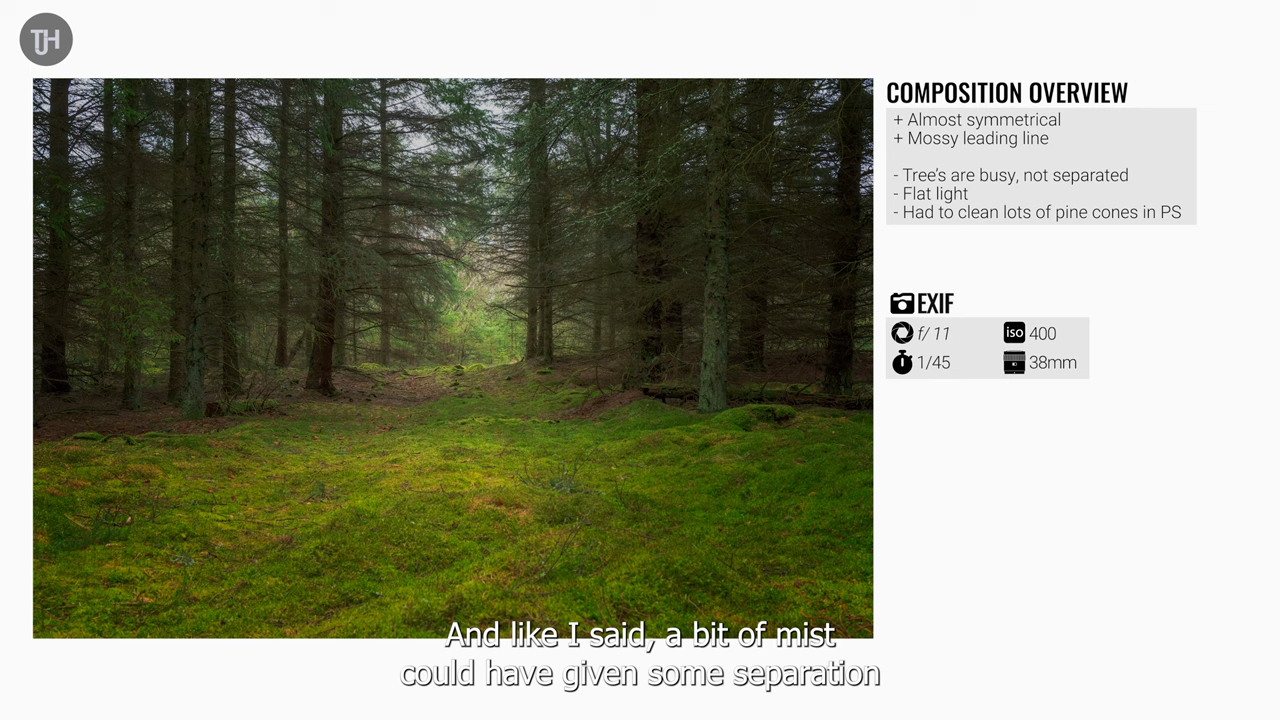 TJH
COMPOSITION OVERVIEW
+ Almost symmetrical
+ Mossy leading line
- Tree's are busy, not separated
- Flat light
- Had to clean lots of pine cones in PS
EXIF
f/ 11
iso 400
1/45
38mm
And like I said, a bit of mist
could have given some separation